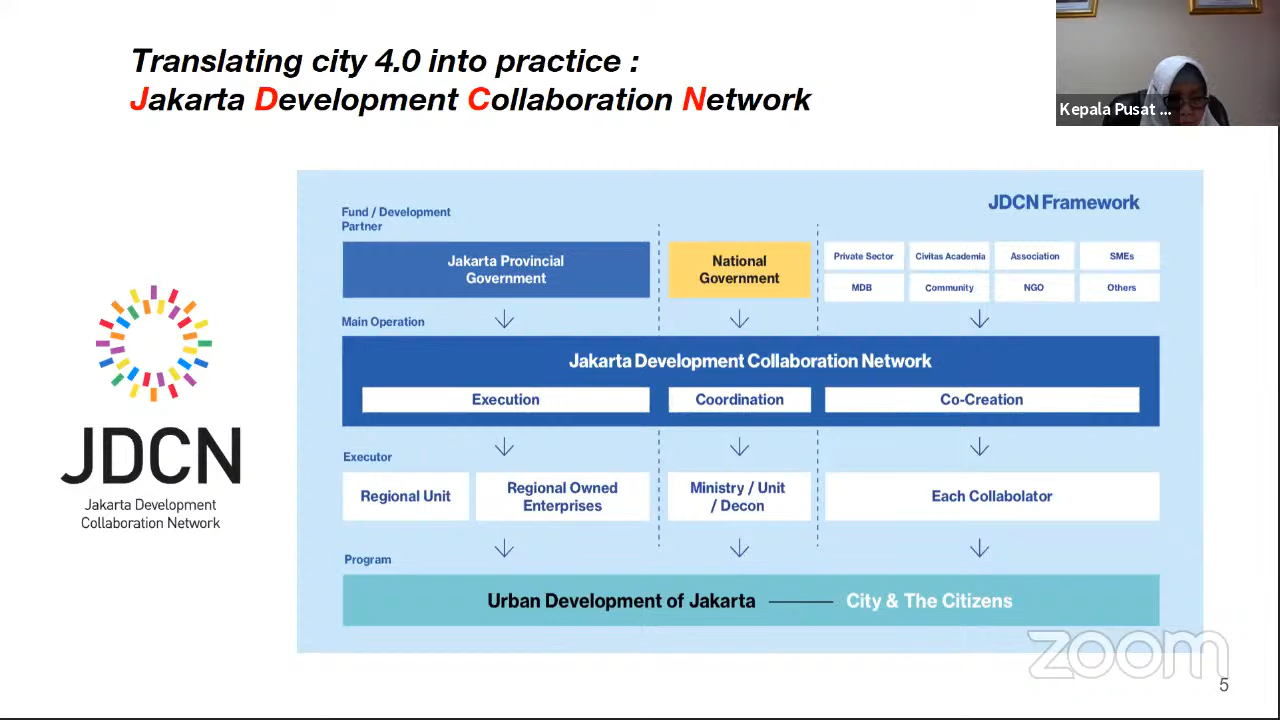 Translating city 4.0 into practice :
Jakarta Development Collaboration Network
Kepala Pusat ...
JDCN
Jakarta Development
Collaboration Network
JDCN Framework
Fund / Development
Partner
Jakarta Provincial
Government
National
Government
Private Sector
Civitas Academia
Association
SMEs
MDB
Community
NGO
Others
Main Operation
Jakarta Development Collaboration Network
Execution
Coordination
Co-Creation
Executor
Regional Unit
Regional Owned
Enterprises
Ministry / Unit
/ Decon
Each Collabolator
Program
Urban Development of Jakarta
City & The Citizens
zoom
5